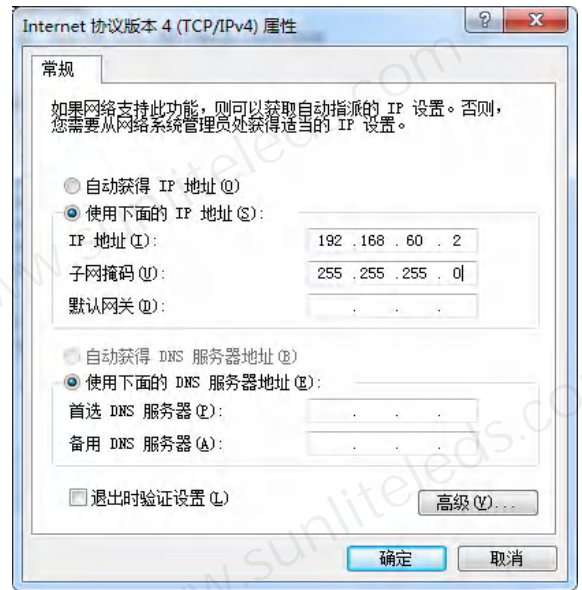 Internet 协议版本 4 (TCP/IPv4) 属性
常规
如果网络支持此功能，则可以获取自动指派的 IP 设置。否则，
您需要从网络系统管理员处获得适当的 IP 设置。
自动获得 IP 地址(O)
使用下面的 IP 地址(S):
IP 地址(I): 192 .168 . 60 . 2
子网掩码(U): 255 .255 .255 . 0
默认网关(D): . . .
自动获得 DNS 服务器地址(B)
使用下面的 DNS 服务器地址(E):
首选 DNS 服务器(P): . . .
备用 DNS 服务器(A): . . .
退出时验证设置(L)
高级(V)...
确定 取消
www.sunliteleds.com